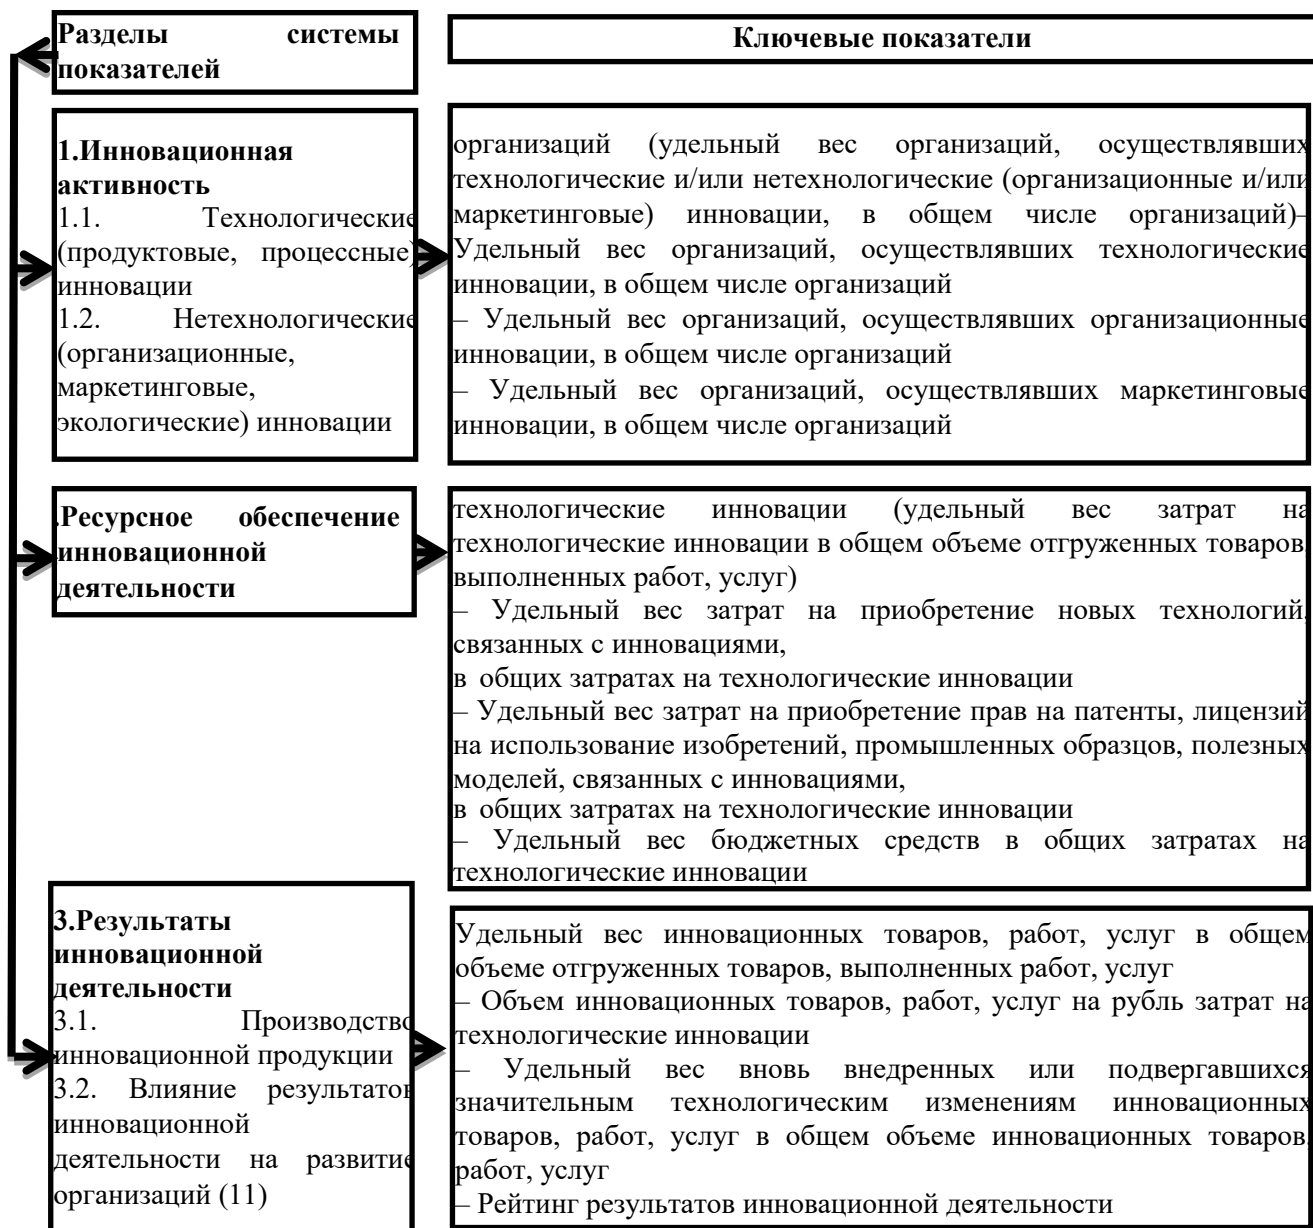 Разделы системы
показателей
Ключевые показатели
1.Инновационная
активность
1.1. Технологические
(продуктовые, процессные)
инновации
1.2. Нетехнологические
(организационные,
маркетинговые,
экологические) инновации
организаций (удельный вес организаций, осуществлявших
технологические и/или нетехнологические (организационные и/или
маркетинговые) инновации, в общем числе организаций)–
Удельный вес организаций, осуществлявших технологические
инновации, в общем числе организаций
– Удельный вес организаций, осуществлявших организационные
инновации, в общем числе организаций
– Удельный вес организаций, осуществлявших маркетинговые
инновации, в общем числе организаций
.Ресурсное обеспечение
инновационной
деятельности
технологические инновации (удельный вес затрат на
технологические инновации в общем объеме отгруженных товаров,
выполненных работ, услуг)
– Удельный вес затрат на приобретение новых технологий,
связанных с инновациями,
в общих затратах на технологические инновации
– Удельный вес затрат на приобретение прав на патенты, лицензий
на использование изобретений, промышленных образцов, полезных
моделей, связанных с инновациями,
в общих затратах на технологические инновации
– Удельный вес бюджетных средств в общих затратах на
технологические инновации
3.Результаты
инновационной
деятельности
3.1. Производство
инновационной продукции
3.2. Влияние результатов
инновационной
деятельности на развитие
организаций (11)
Удельный вес инновационных товаров, работ, услуг в общем
объеме отгруженных товаров, выполненных работ, услуг
– Объем инновационных товаров, работ, услуг на рубль затрат на
технологические инновации
– Удельный вес вновь внедренных или подвергавшихся
значительным технологическим изменениям инновационных
товаров, работ, услуг в общем объеме инновационных товаров,
работ, услуг
– Рейтинг результатов инновационной деятельности